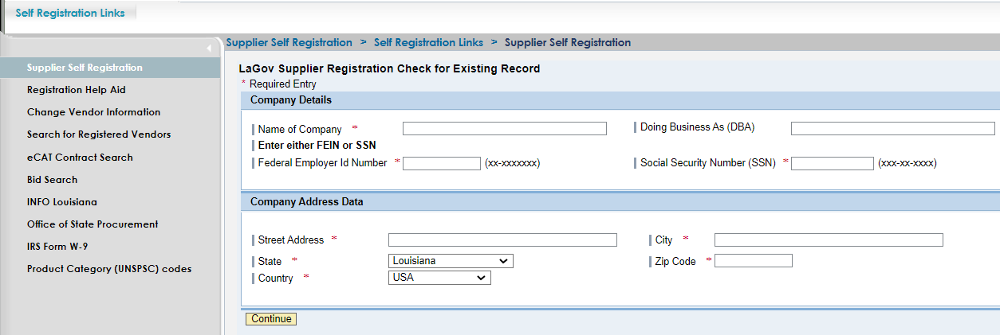 Self Registration Links
Supplier Self Registration > Self Registration Links > Supplier Self Registration
Supplier Self Registration
Registration Help Aid
Change Vendor Information
Search for Registered Vendors
eCAT Contract Search
Bid Search
INFO Louisiana
Office of State Procurement
IRS Form W-9
Product Category (UNSPSC) codes
LaGov Supplier Registration Check for Existing Record
* Required Entry
Company Details
Name of Company * Doing Business As (DBA)
Enter either FEIN or SSN
Federal Employer Id Number * (xx-xxxxxxx) Social Security Number (SSN) * (xxx-xx-xxxx)
Company Address Data
Street Address * City *
State * Louisiana Zip Code *
Country * USA
Continue